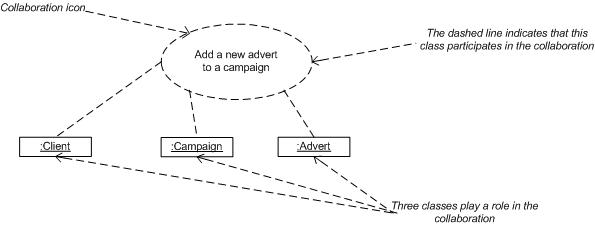 Collaboration icon
The dashed line indicates that this
class participates in the collaboration
Add a new advert
to a campaign
:Client
:Campaign
:Advert
Three classes play a role in the
collaboration